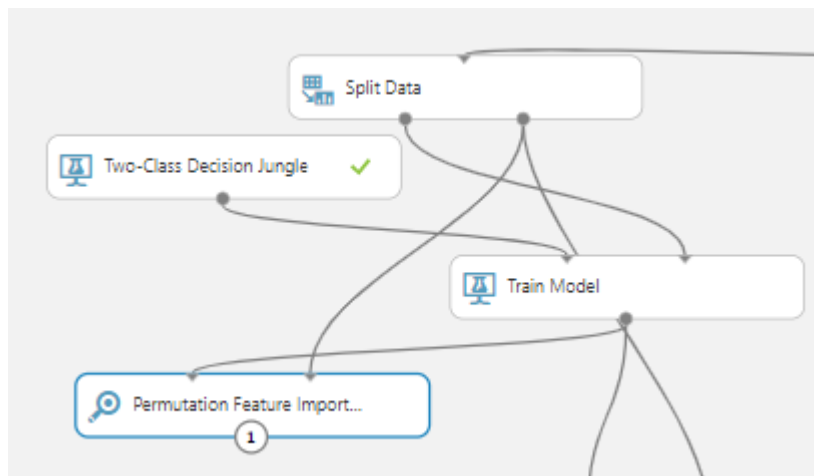 Split Data
Two-Class Decision Jungle
Train Model
Permutation Feature Import...
1